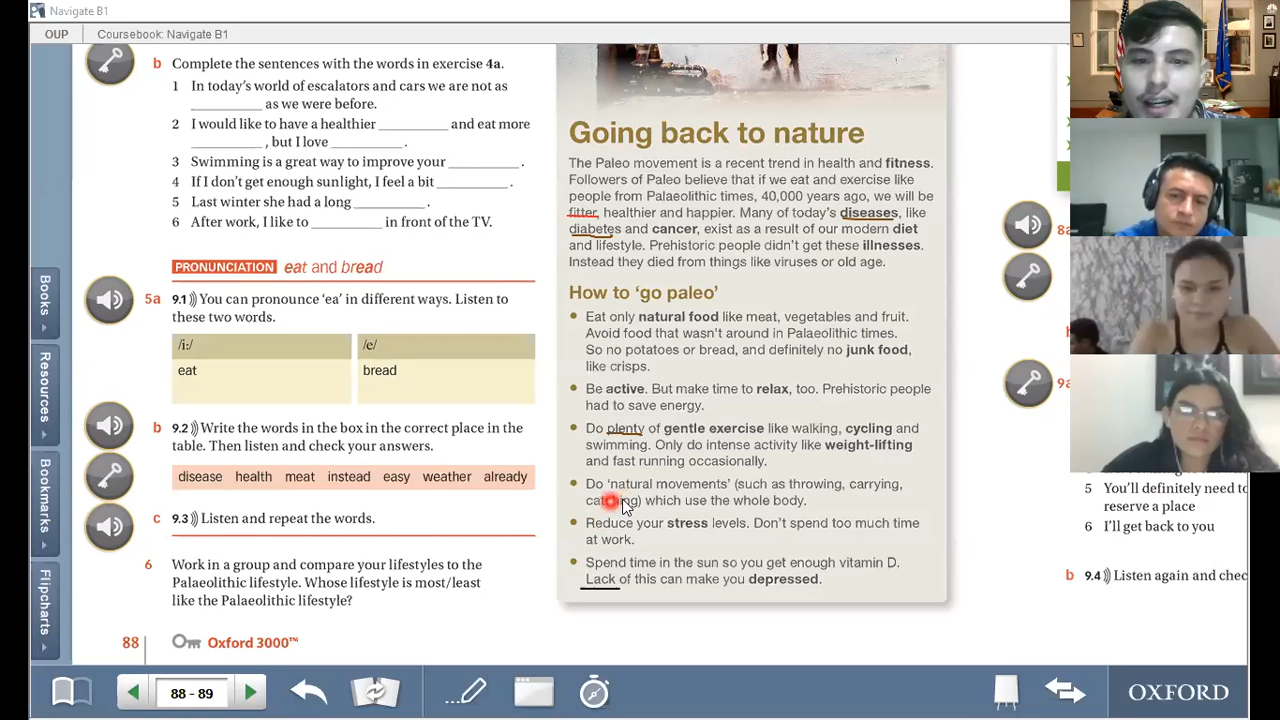 Navigate B1
OUP
Coursebook: Navigate B1
b Complete the sentences with the words in exercise 4a.
1 In today's world of escalators and cars we are not as
__________ as we were before.
2 I would like to have a healthier __________ and eat more
__________, but I love __________.
3 Swimming is a great way to improve your __________.
4 If I don't get enough sunlight, I feel a bit __________.
5 Last winter she had a long __________.
6 After work, I like to __________ in front of the TV.
PRONUNCIATION eat and bread
5a 9.1 You can pronounce 'ea' in different ways. Listen to
these two words.
/iː/ /e/
eat bread
b 9.2 Write the words in the box in the correct place in the
table. Then listen and check your answers.
disease health meat instead easy weather already
c 9.3 Listen and repeat the words.
6 Work in a group and compare your lifestyles to the
Palaeolithic lifestyle. Whose lifestyle is most/least
like the Palaeolithic lifestyle?
88 Oxford 3000™
Going back to nature
The Paleo movement is a recent trend in health and fitness.
Followers of Paleo believe that if we eat and exercise like
people from Palaeolithic times, 40,000 years ago, we will be
fitter, healthier and happier. Many of today's diseases, like
diabetes and cancer, exist as a result of our modern diet
and lifestyle. Prehistoric people didn't get these illnesses.
Instead they died from things like viruses or old age.
How to 'go paleo'
• Eat only natural food like meat, vegetables and fruit.
Avoid food that wasn't around in Palaeolithic times.
So no potatoes or bread, and definitely no junk food,
like crisps.
• Be active. But make time to relax, too. Prehistoric people
had to save energy.
• Do plenty of gentle exercise like walking, cycling and
swimming. Only do intense activity like weight-lifting
and fast running occasionally.
• Do 'natural movements' (such as throwing, carrying,
catching) which use the whole body.
• Reduce your stress levels. Don't spend too much time
at work.
• Spend time in the sun so you get enough vitamin D.
Lack of this can make you depressed.
8a
9a
5 You'll definitely need to
reserve a place
6 I'll get back to you
b 9.4 Listen again and chec
Books
Resources
Bookmarks
Flipcharts
88 - 89
OXFORD